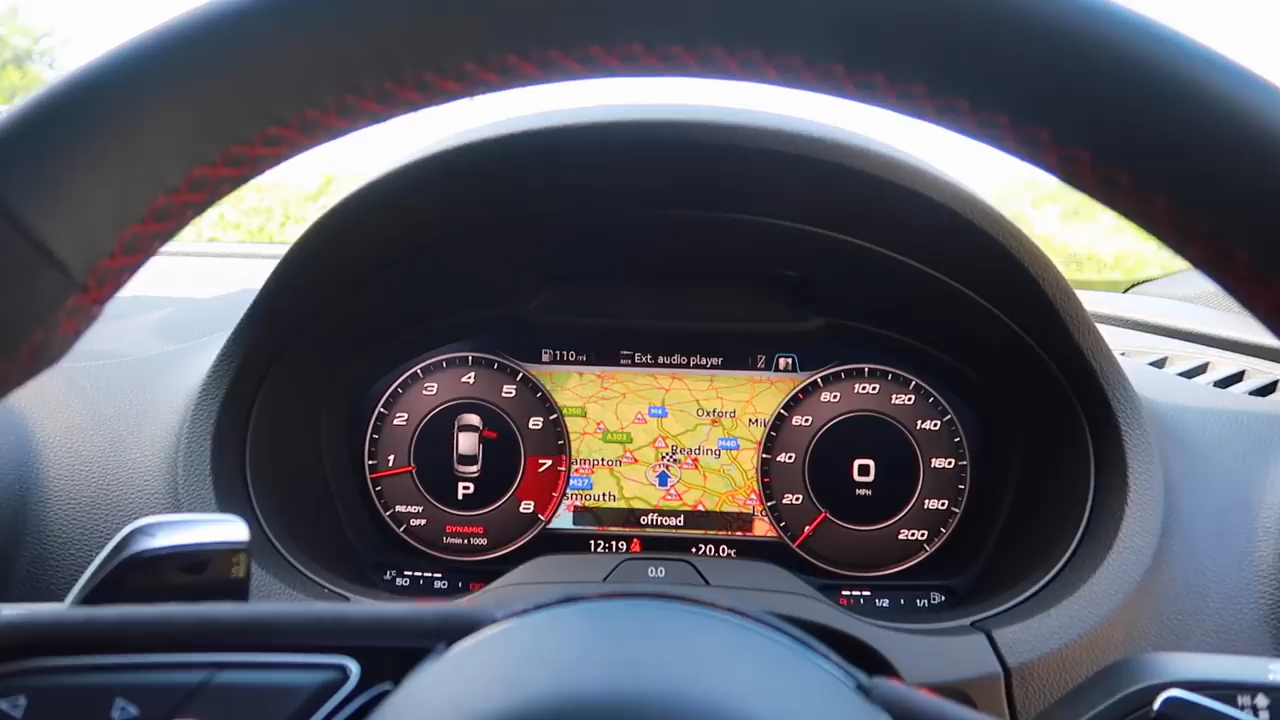 110 mi
Ext. audio player
1
2
3
4
5
6
7
8
READY
OFF
P
DYNAMIC
1/min x 1000
A350
M4
Oxford
Mil
A303
M40
Reading
ampton
M27
smouth
offroad
20
40
60
80
100
120
140
160
180
200
0
MPH
12:19
+20.0°C
0.0
50
90
1/2
1/1